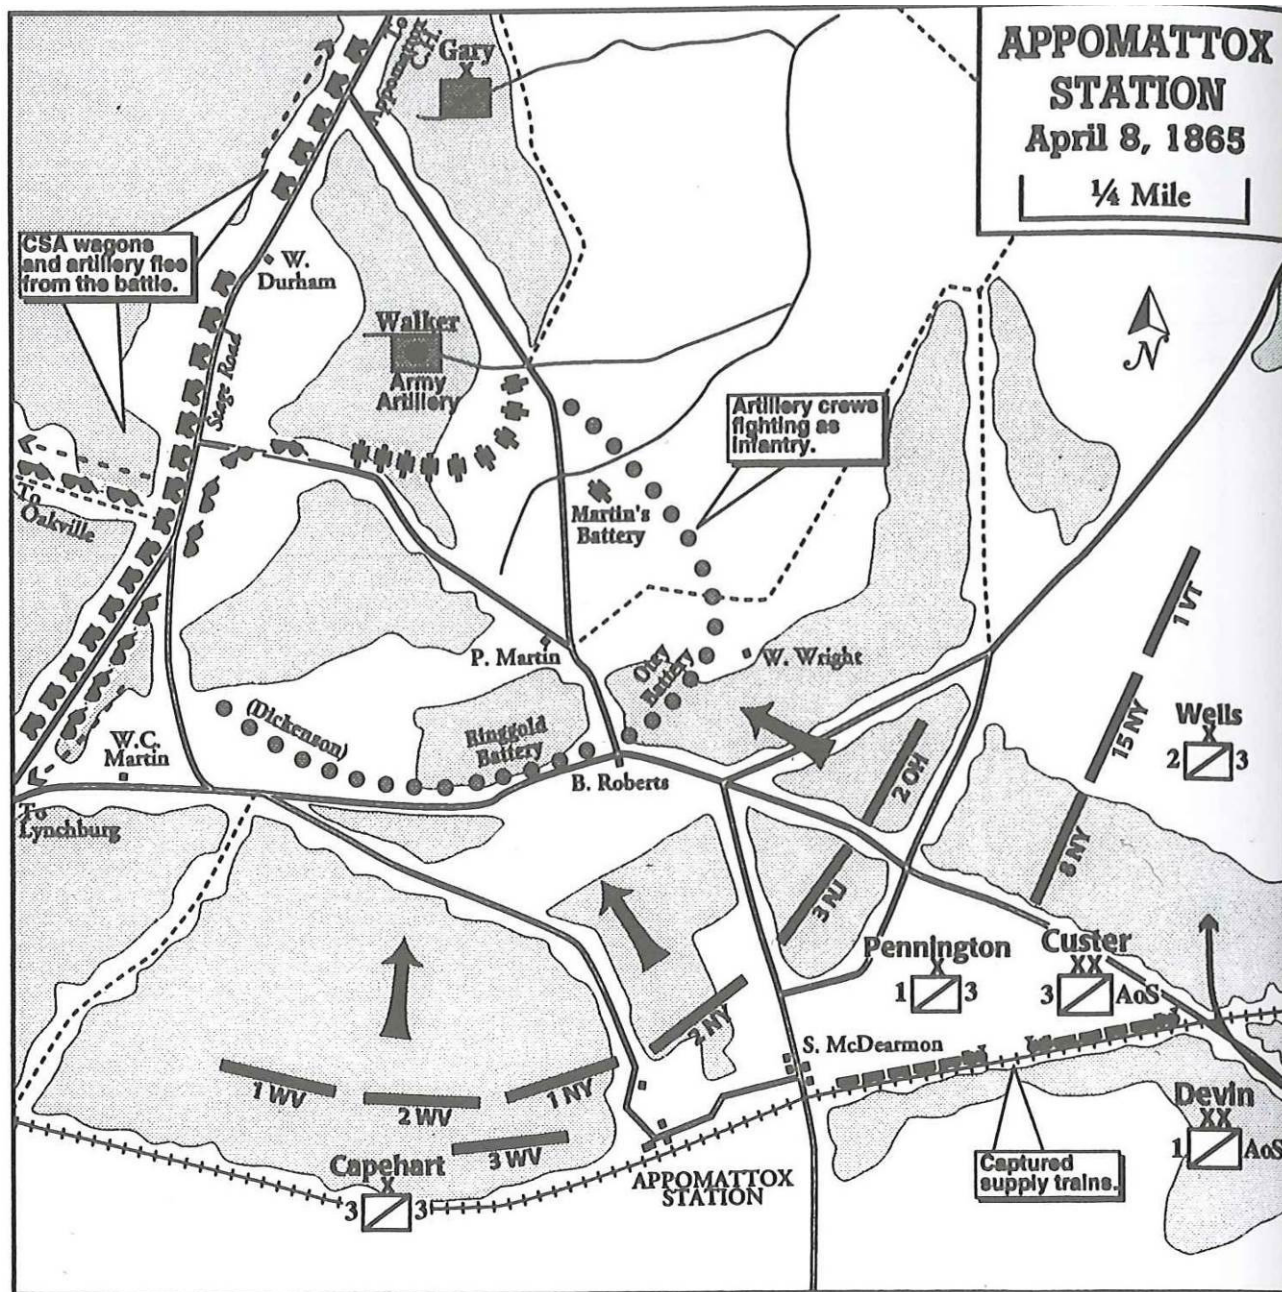 APPOMATTOX
STATION
April 8, 1865
1/4 Mile
To
Appomattox
C.H.
Gary
X
CSA wagons
and artillery flee
from the battle.
W.
Durham
Stage Road
Walker
Army
Artillery
N
Artillery crews
fighting as
infantry.
Martin's
Battery
To
Oakville
P. Martin
Otey
Battery
W. Wright
1 VT
15 NY
8 NY
Wells
X
2 3
(Dickenson)
Ringgold
Battery
W.C.
Martin
B. Roberts
2 OH
3 NJ
To
Lynchburg
Pennington
X
1 3
Custer
XX
3 AoS
2 NY
S. McDearmon
1 WV
2 WV
1 NY
3 WV
Capehart
X
3 3
APPOMATTOX
STATION
Captured
supply trains.
Devin
XX
1 AoS